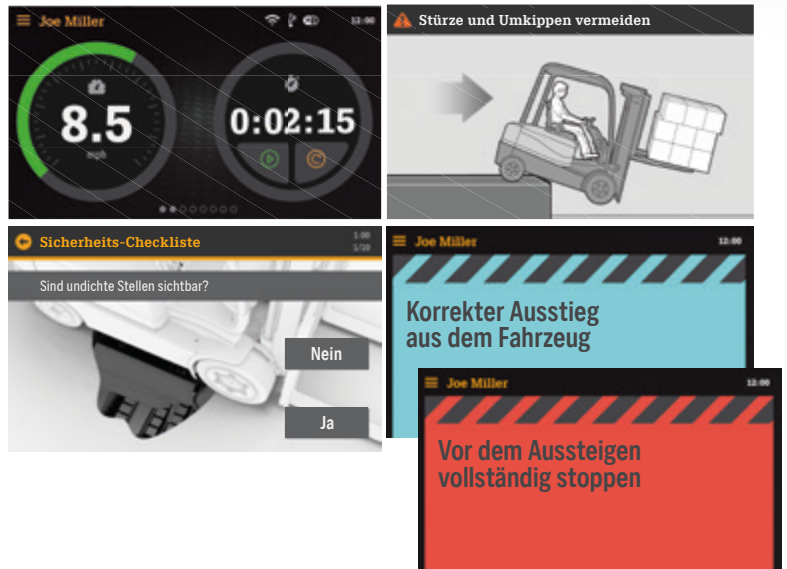 Joe Miller
12:00
8.5
mph
0:02:15
Stürze und Umkippen vermeiden
Sicherheits-Checkliste
1:00
1/10
Sind undichte Stellen sichtbar?
Nein
Ja
Joe Miller
12:00
Korrekter Ausstieg
aus dem Fahrzeug
Joe Miller
12:00
Vor dem Aussteigen
vollständig stoppen